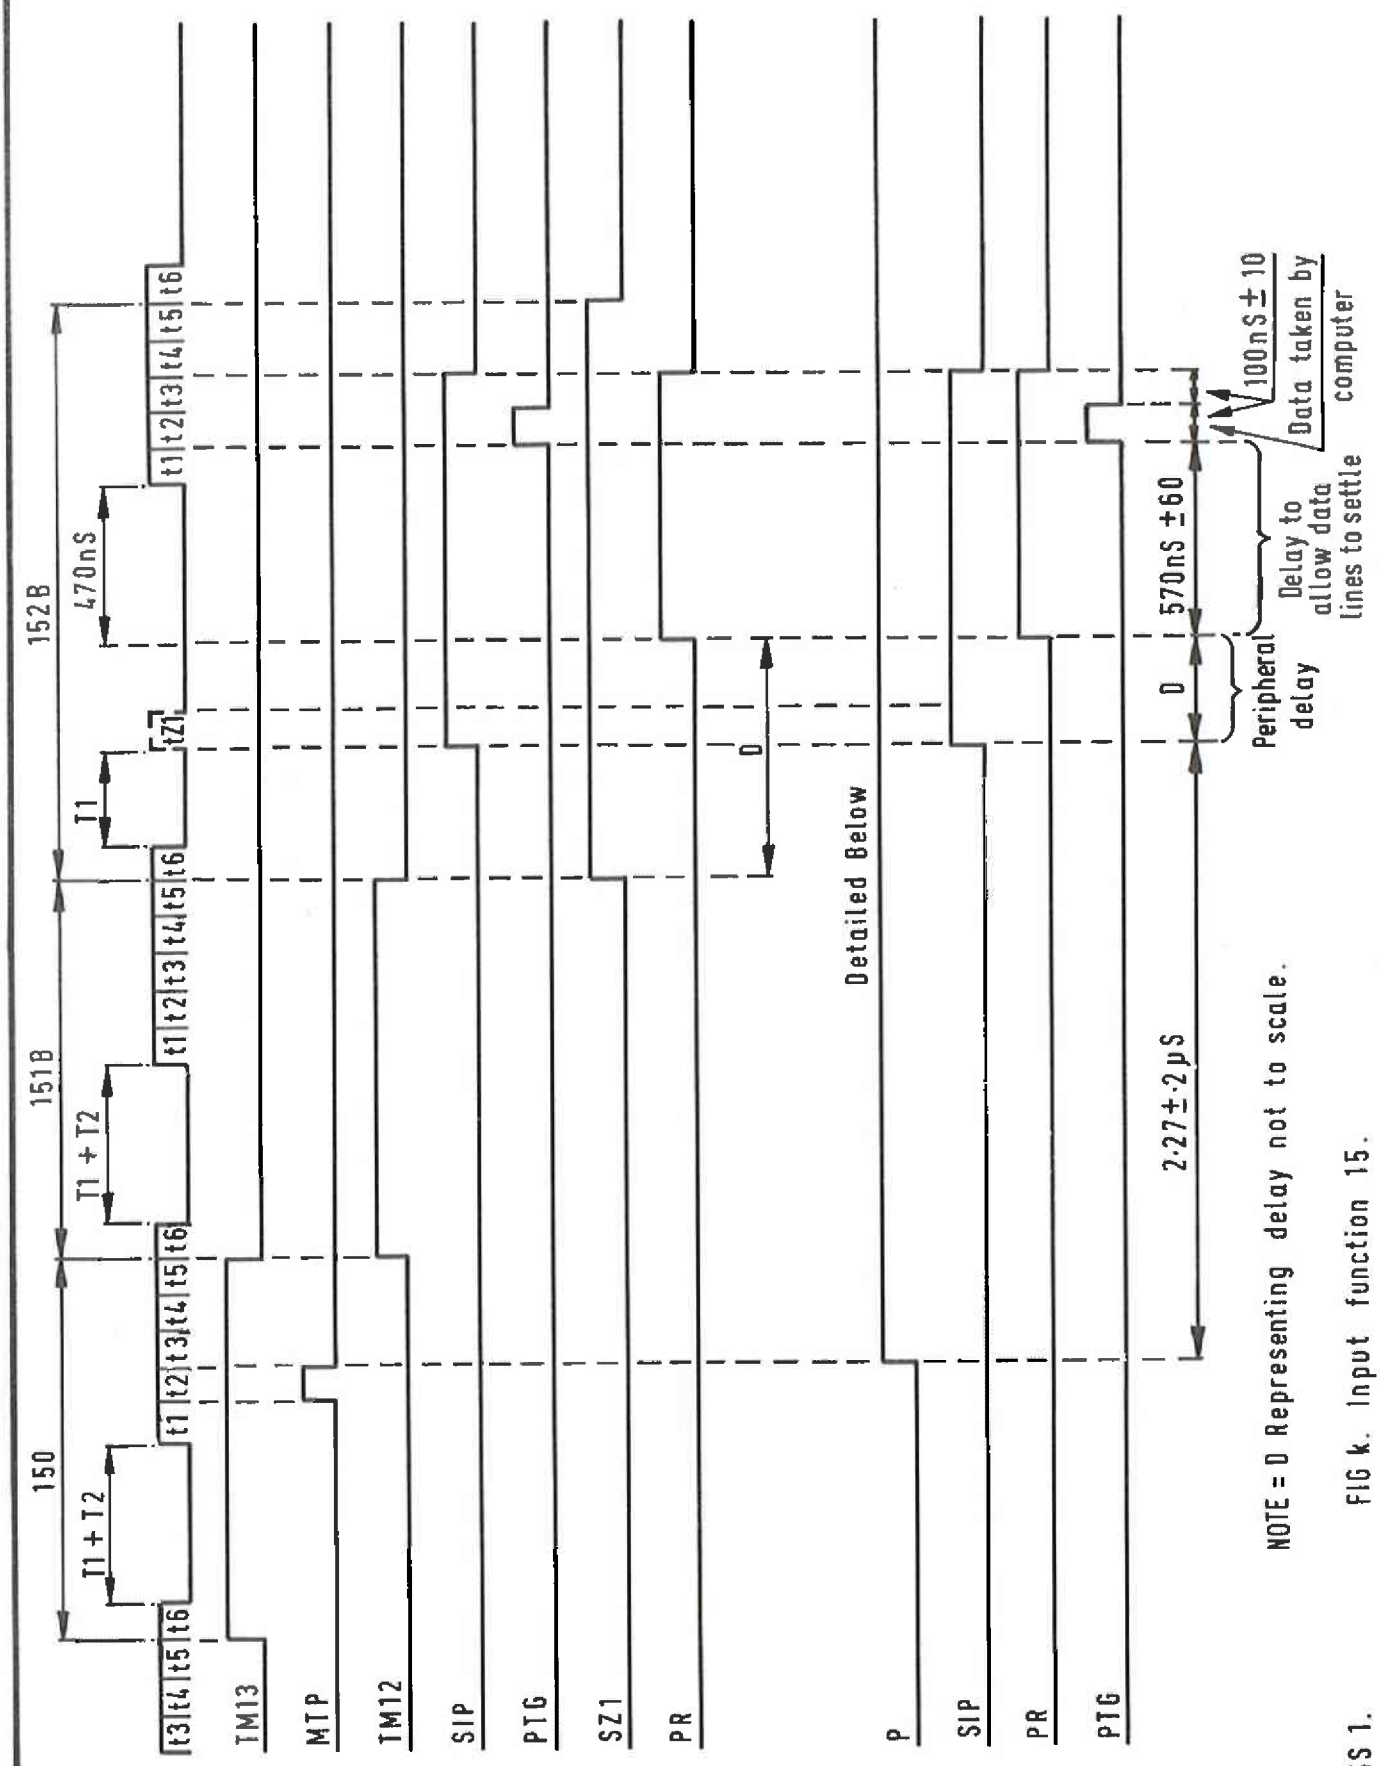 150
151B
152B
T1 + T2
T1 + T2
T1
470nS
t3 t4 t5 t6
t1 t2 t3 t4 t5 t6
t1 t2 t3 t4 t5 t6
tZ1
t1 t2 t3 t4 t5 t6
TM13
MTP
TM12
SIP
PTG
SZ1
PR
D
Detailed Below
P
SIP
PR
PTG
2·27±·2µS
D
570nS ±60
100nS±10
Peripheral
delay
Delay to
allow data
lines to settle
Data taken by
computer
NOTE = D Representing delay not to scale.
FIG k. Input function 15.
S 1.